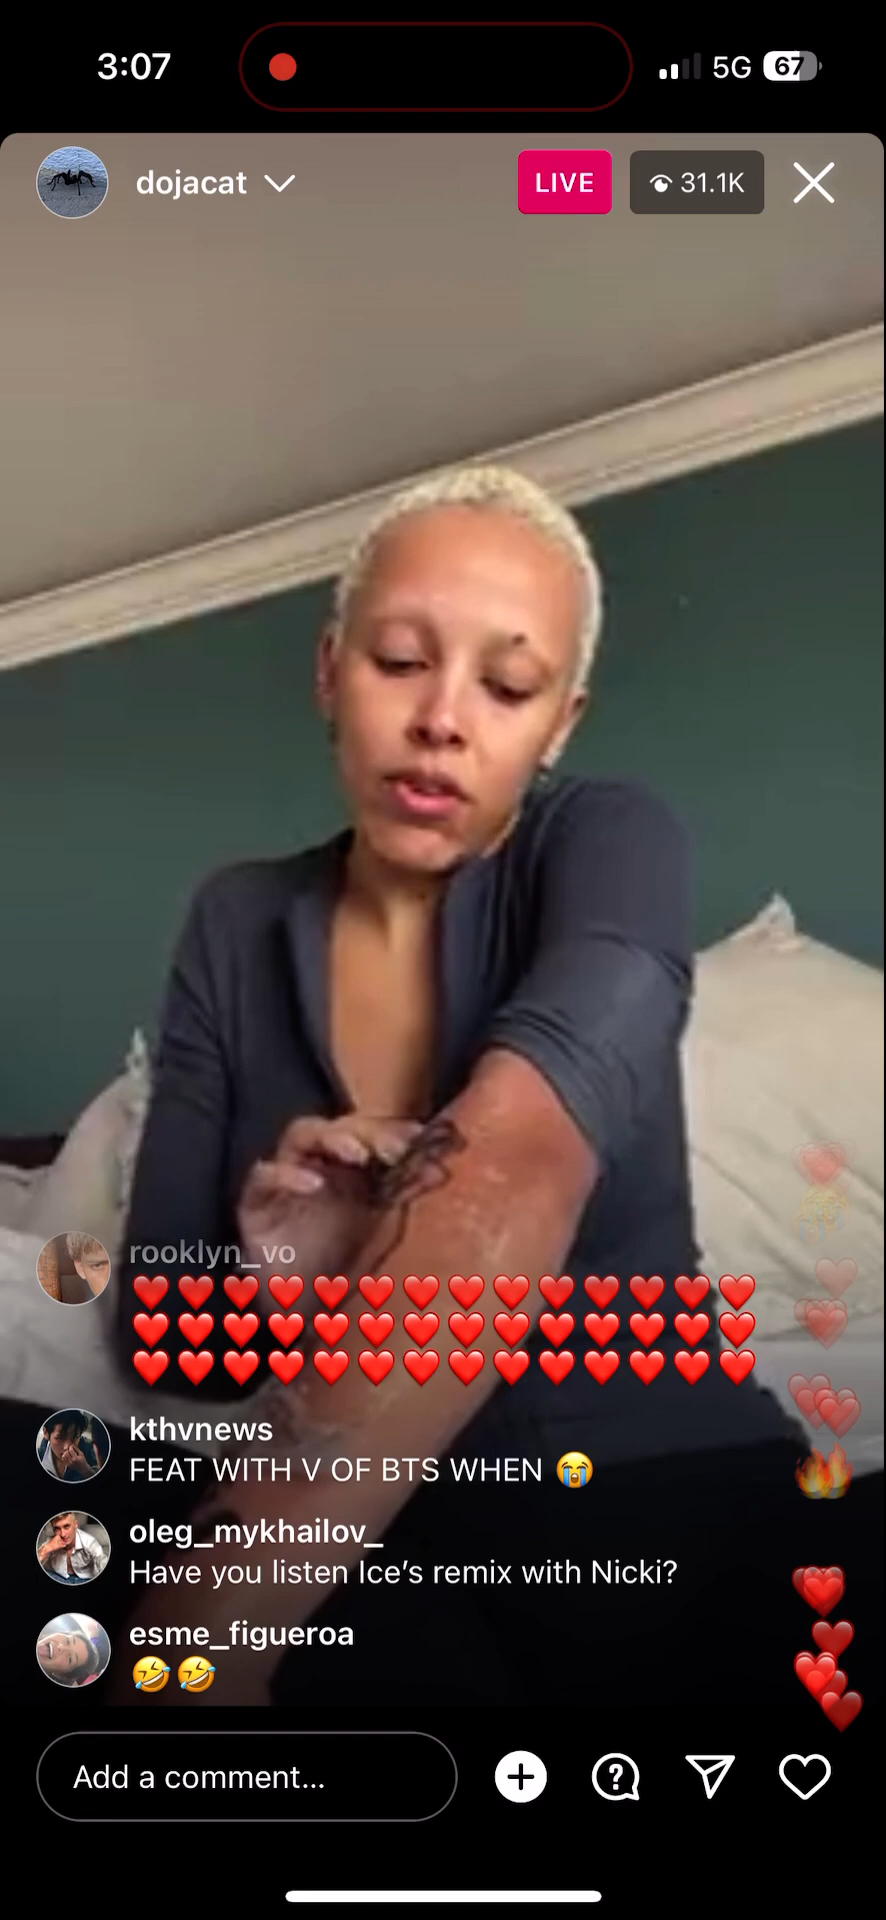 3:07
5G
67
dojacat
LIVE
31.1K
rooklyn_vo
❤️❤️❤️❤️❤️❤️❤️❤️❤️❤️❤️❤️❤️❤️
❤️❤️❤️❤️❤️❤️❤️❤️❤️❤️❤️❤️❤️❤️
❤️❤️❤️❤️❤️❤️❤️❤️❤️❤️❤️❤️❤️❤️
kthvnews
FEAT WITH V OF BTS WHEN 😭
oleg_mykhailov_
Have you listen Ice’s remix with Nicki?
esme_figueroa
🤣🤣
Add a comment...